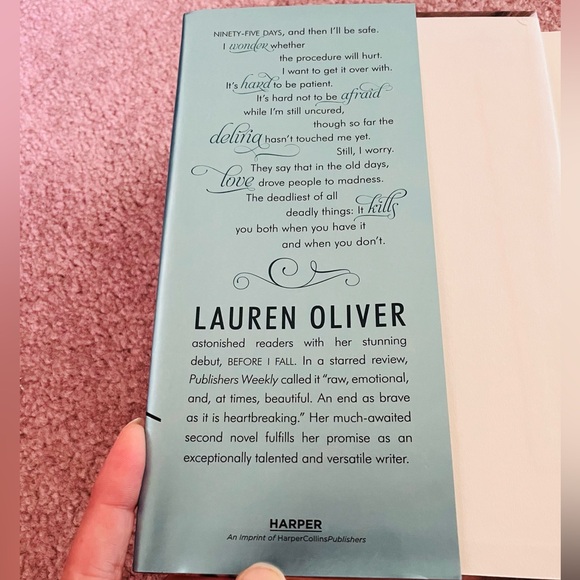 NINETY-FIVE DAYS, and then I'll be safe.
I wonder whether
the procedure will hurt.
I want to get it over with.
It's hard to be patient.
It's hard not to be afraid
while I'm still uncured,
though so far the
deliria hasn't touched me yet.
Still, I worry.
They say that in the old days,
love drove people to madness.
The deadliest of all
deadly things: It kills
you both when you have it
and when you don't.
LAUREN OLIVER
astonished readers with her stunning
debut, BEFORE I FALL. In a starred review,
Publishers Weekly called it "raw, emotional,
and, at times, beautiful. An end as brave
as it is heartbreaking." Her much-awaited
second novel fulfills her promise as an
exceptionally talented and versatile writer.
HARPER
An Imprint of HarperCollinsPublishers